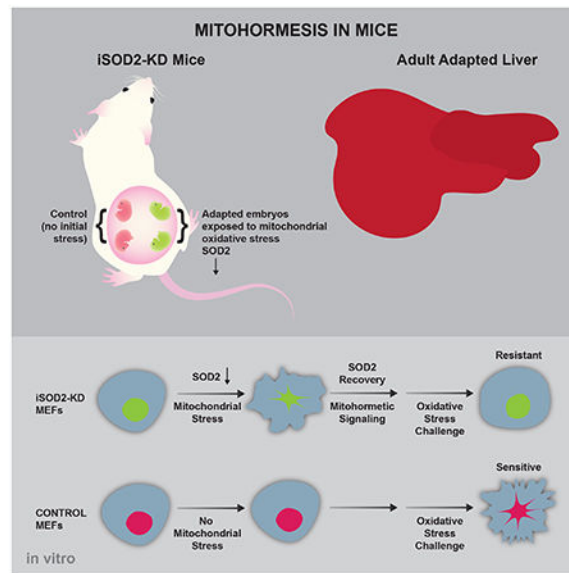 MITOHORMESIS IN MICE
iSOD2-KD Mice
Adult Adapted Liver
Control
(no initial
stress)
Adapted embryos
exposed to mitochondrial
oxidative stress
SOD2
iSOD2-KD
MEFs
SOD2
Mitochondrial
Stress
SOD2
Recovery
Mitohormetic
Signaling
Oxidative
Stress
Challenge
Resistant
CONTROL
MEFs
No
Mitochondrial
Stress
Oxidative
Stress
Challenge
Sensitive
in vitro